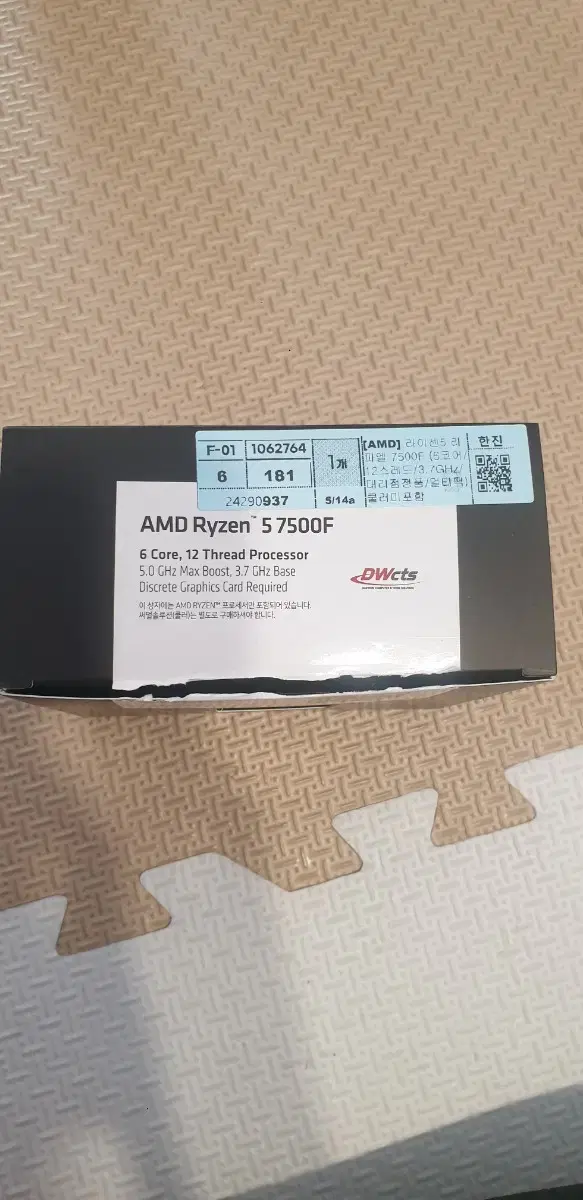 F-01
1062764
6
181
1개
24290937
5/14a
[AMD] 라이젠5 라
파엘 7500F (6코어/
12스레드/3.7GHz/
대리점정품/멀티팩)
쿨러미포함
한진
AMD Ryzen™ 5 7500F
6 Core, 12 Thread Processor
5.0 GHz Max Boost, 3.7 GHz Base
Discrete Graphics Card Required
이 상자에는 AMD RYZEN™ 프로세서만 포함되어 있습니다.
써멀솔루션(쿨러)는 별도로 구매하셔야 합니다.
DWcts